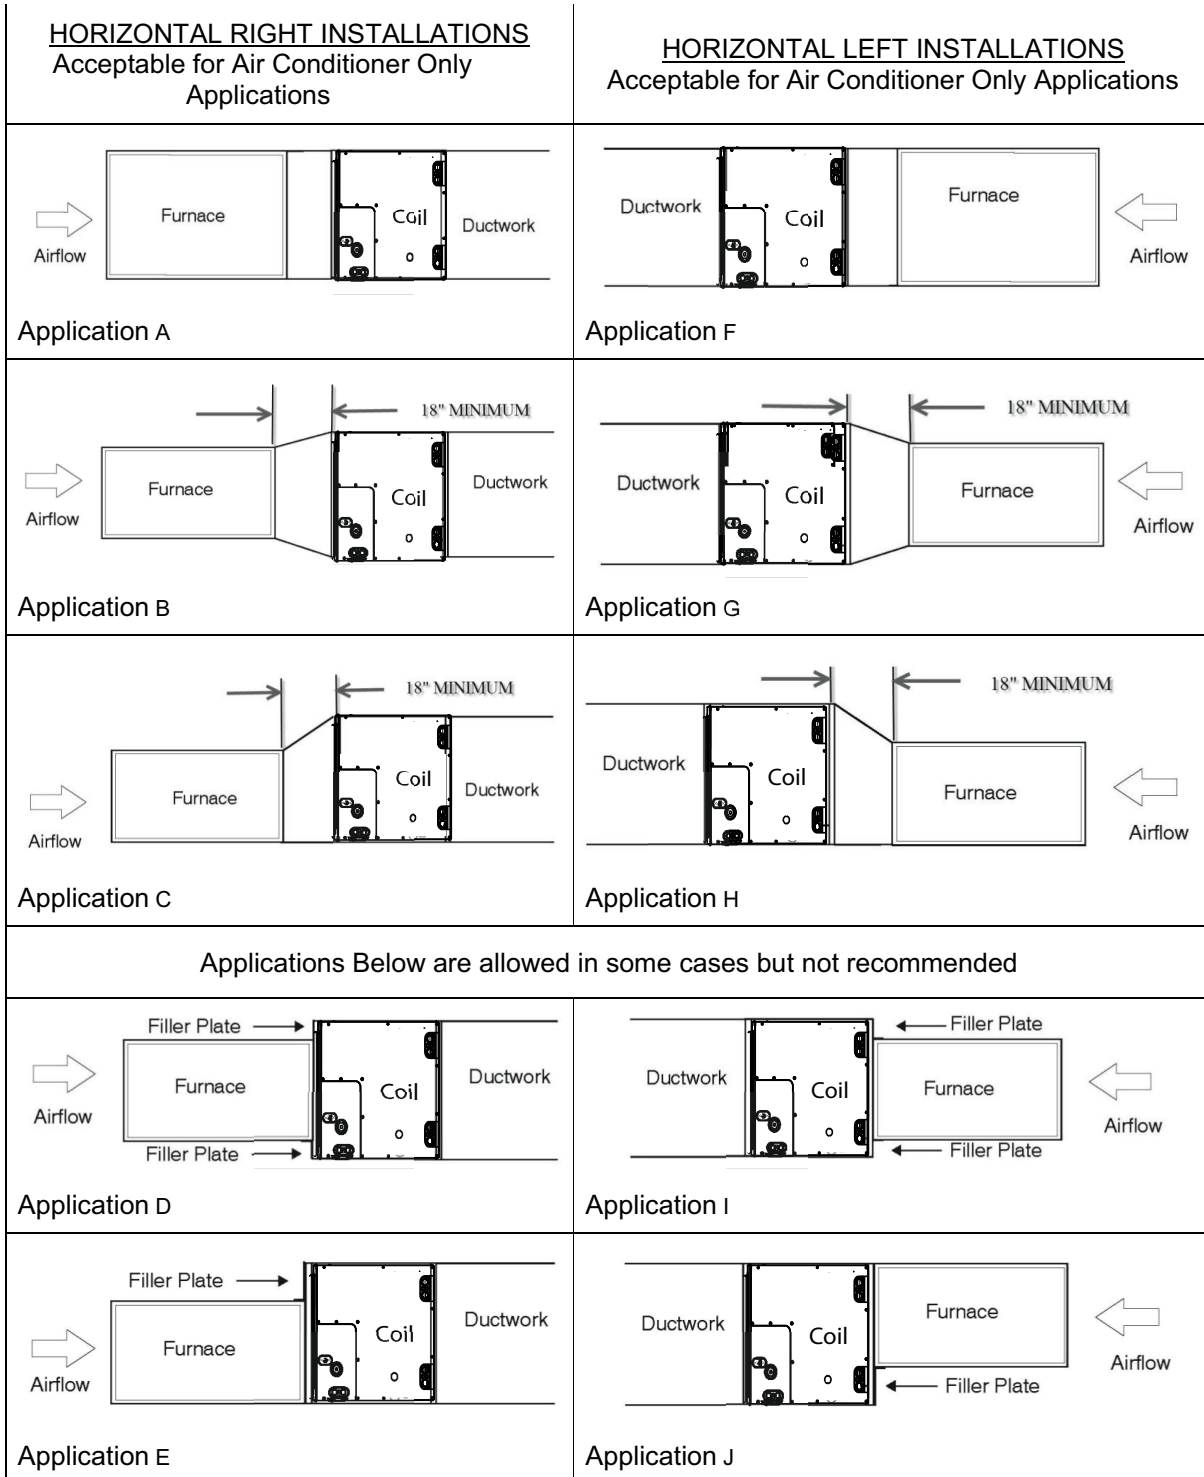 HORIZONTAL RIGHT INSTALLATIONS
Acceptable for Air Conditioner Only
Applications
HORIZONTAL LEFT INSTALLATIONS
Acceptable for Air Conditioner Only Applications
Furnace
Coil
Ductwork
Airflow
Application A
Ductwork
Coil
Furnace
Airflow
Application F
18" MINIMUM
Furnace
Coil
Ductwork
Airflow
Application B
18" MINIMUM
Ductwork
Coil
Furnace
Airflow
Application G
18" MINIMUM
Furnace
Coil
Ductwork
Airflow
Application C
18" MINIMUM
Ductwork
Coil
Furnace
Airflow
Application H
Applications Below are allowed in some cases but not recommended
Filler Plate
Furnace
Coil
Ductwork
Airflow
Filler Plate
Application D
Filler Plate
Ductwork
Coil
Furnace
Airflow
Filler Plate
Application I
Filler Plate
Furnace
Coil
Ductwork
Airflow
Application E
Ductwork
Coil
Furnace
Airflow
Filler Plate
Application J